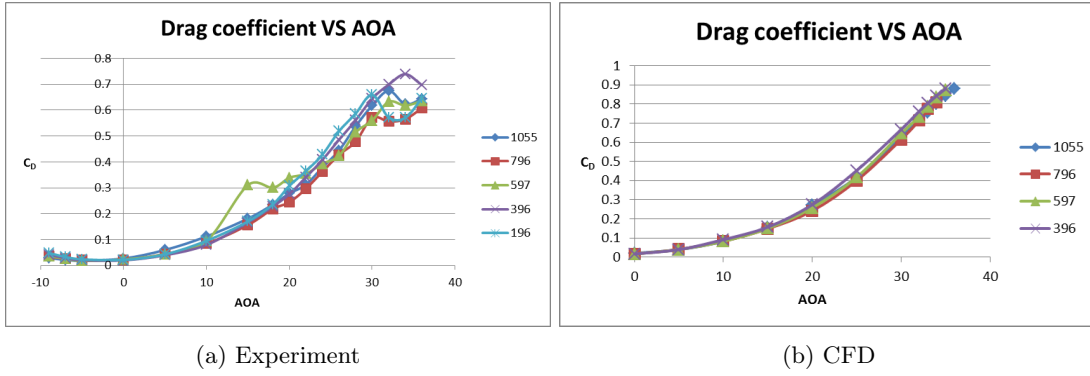 Drag coefficient VS AOA
0.8
0.7
0.6
0.5
0.4
0.3
0.2
0.1
0
C_D
-10 0 10 20 30 40
AOA
1055
796
597
396
196
(a) Experiment
Drag coefficient VS AOA
1
0.9
0.8
0.7
0.6
0.5
0.4
0.3
0.2
0.1
0
C_D
0 10 20 30 40
AOA
1055
796
597
396
(b) CFD